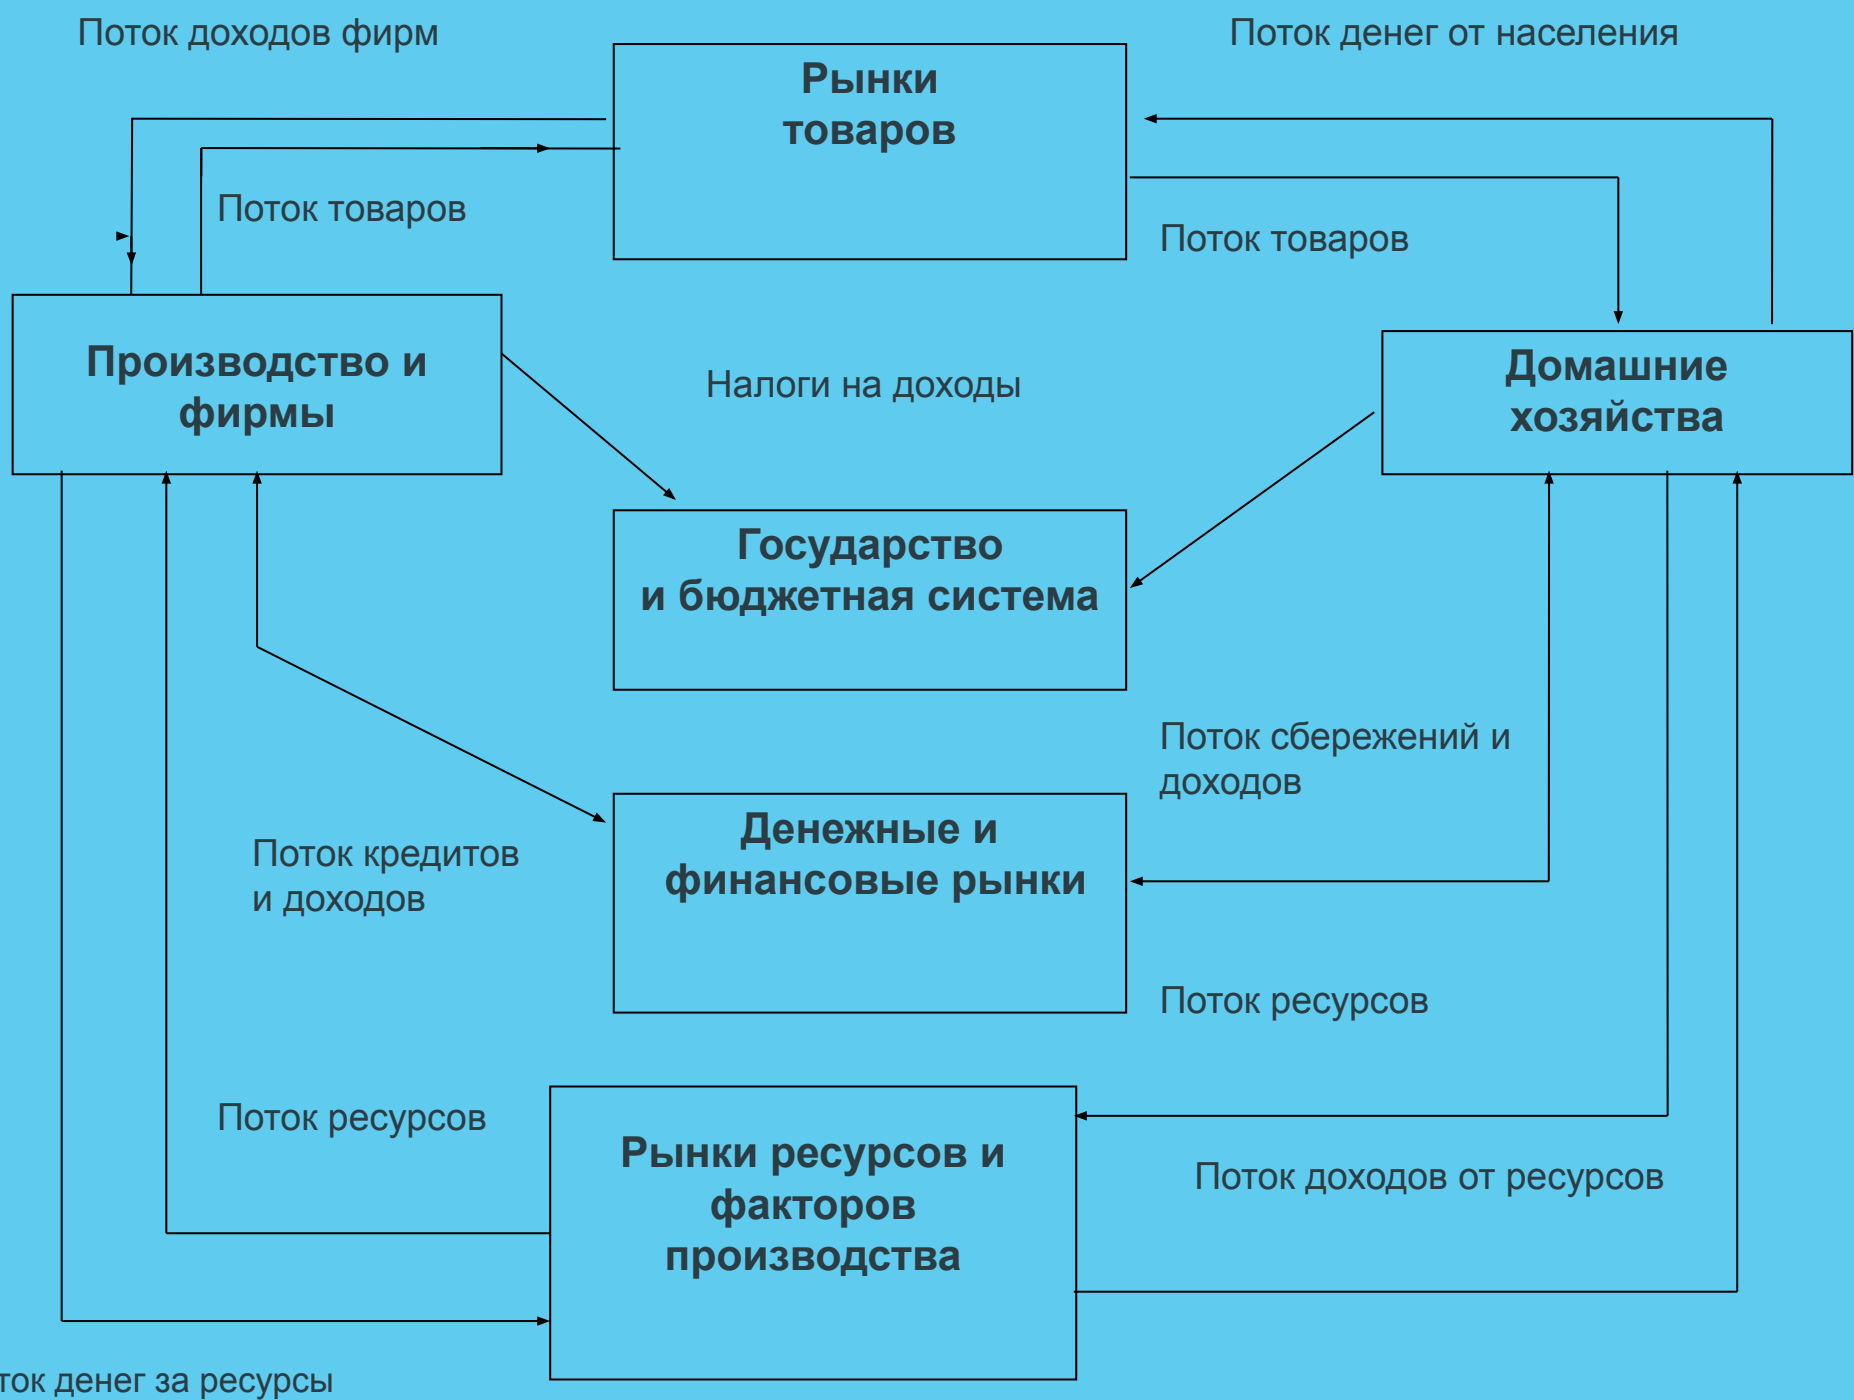 Поток доходов фирм
Поток денег от населения
Рынки
товаров
Поток товаров
Поток товаров
Производство и
фирмы
Налоги на доходы
Домашние
хозяйства
Государство
и бюджетная система
Поток сбережений и
доходов
Денежные и
финансовые рынки
Поток кредитов
и доходов
Поток ресурсов
Поток ресурсов
Рынки ресурсов и
факторов
производства
Поток доходов от ресурсов
денег за ресурсы